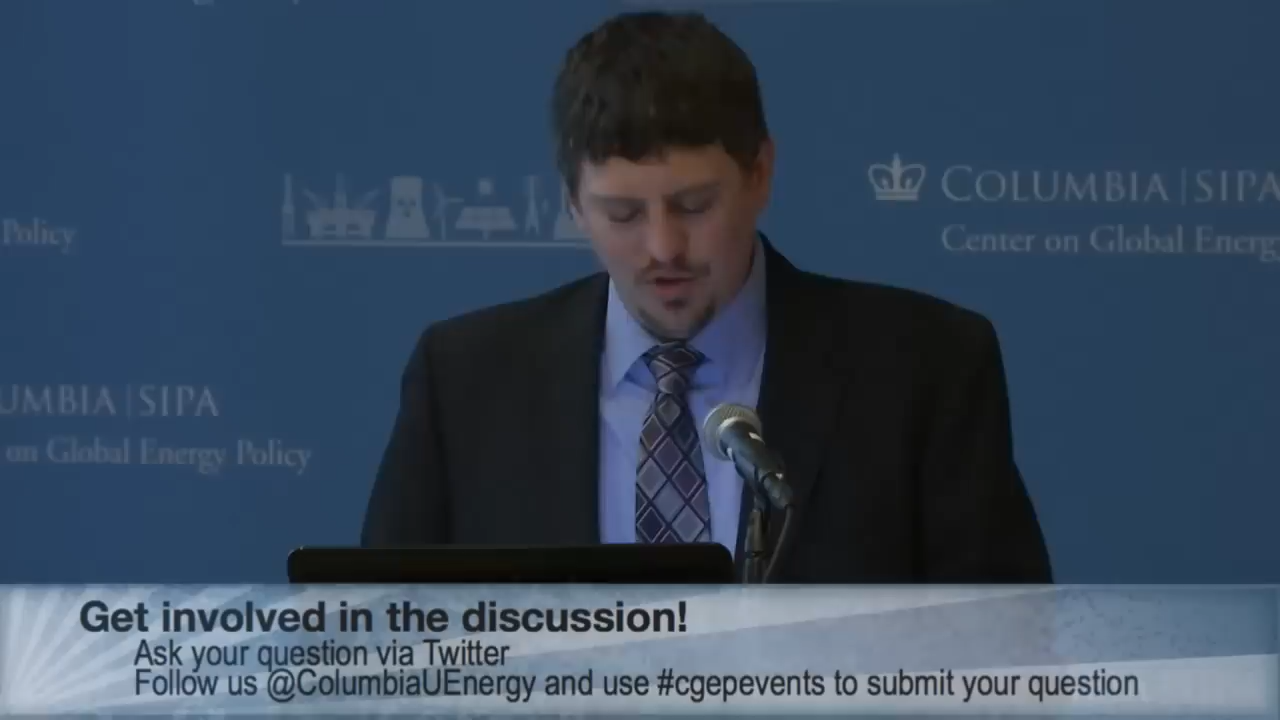 Policy
COLUMBIA | SIPA
Center on Global Energy
UMBIA | SIPA
on Global Energy Policy
Get involved in the discussion!
Ask your question via Twitter
Follow us @ColumbiaUEnergy and use #cgepevents to submit your question